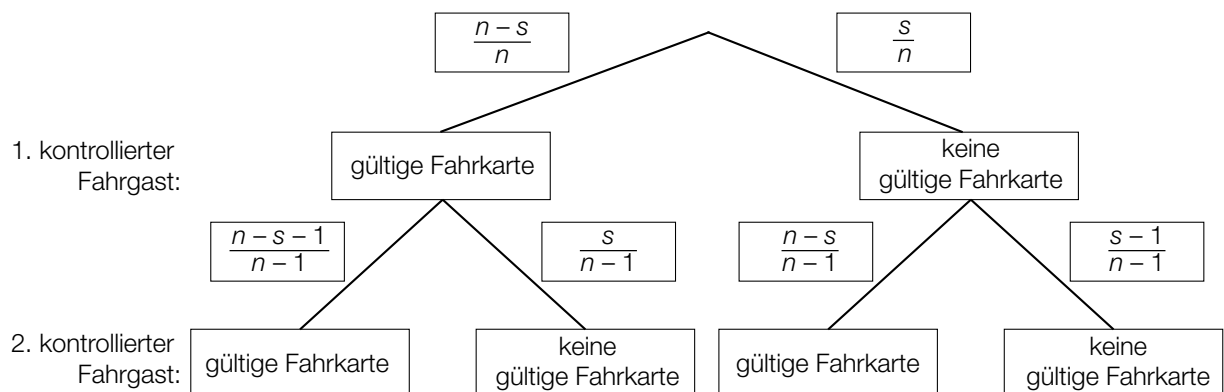 n – s / n
s / n
1. kontrollierter
Fahrgast:
gültige Fahrkarte
keine
gültige Fahrkarte
n – s – 1 / n – 1
s / n – 1
n – s / n – 1
s – 1 / n – 1
2. kontrollierter
Fahrgast:
gültige Fahrkarte
keine
gültige Fahrkarte
gültige Fahrkarte
keine
gültige Fahrkarte